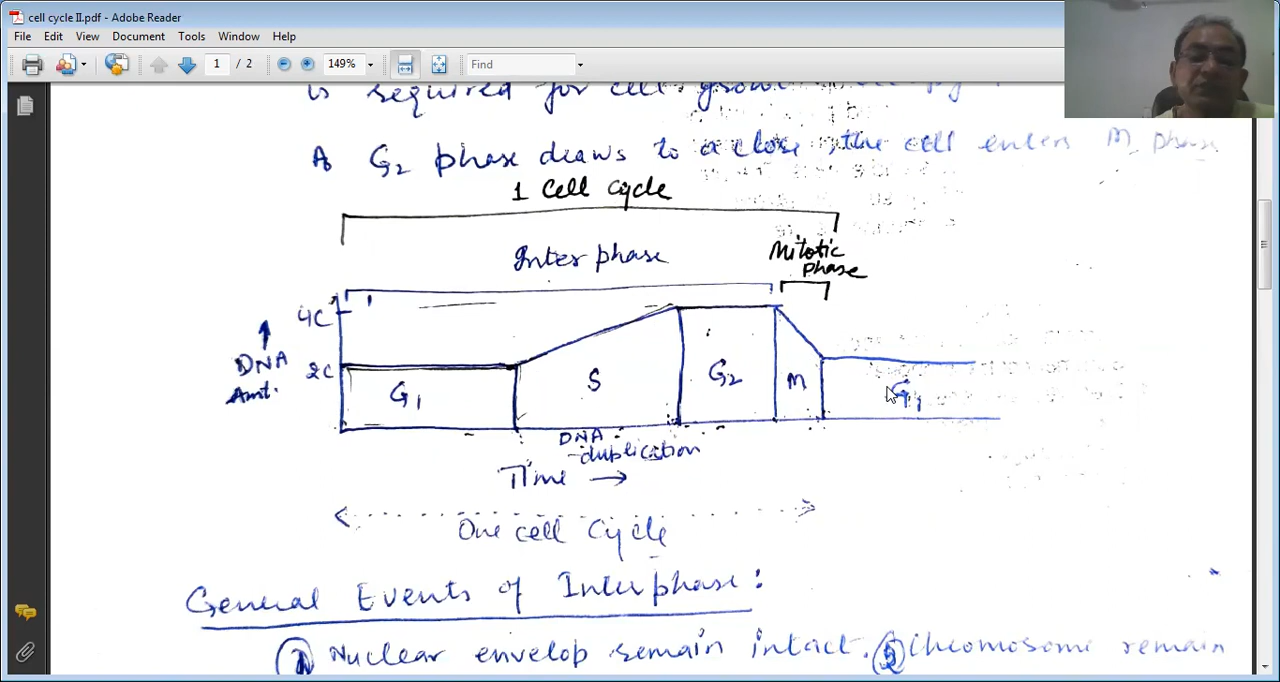 cell cycle II.pdf - Adobe Reader
File Edit View Document Tools Window Help
1 / 2 149% Find
is required for cell
A G2 phase draws to a close, the cell enters M phase
1 Cell cycle
Inter phase
Mitotic
phase
4C
DNA
Amt.
2C
G1 S G2 M G1
DNA
duplication
Time →
One cell Cycle
General Events of Interphase:
Nuclear envelop remain intact. Chromosome remain